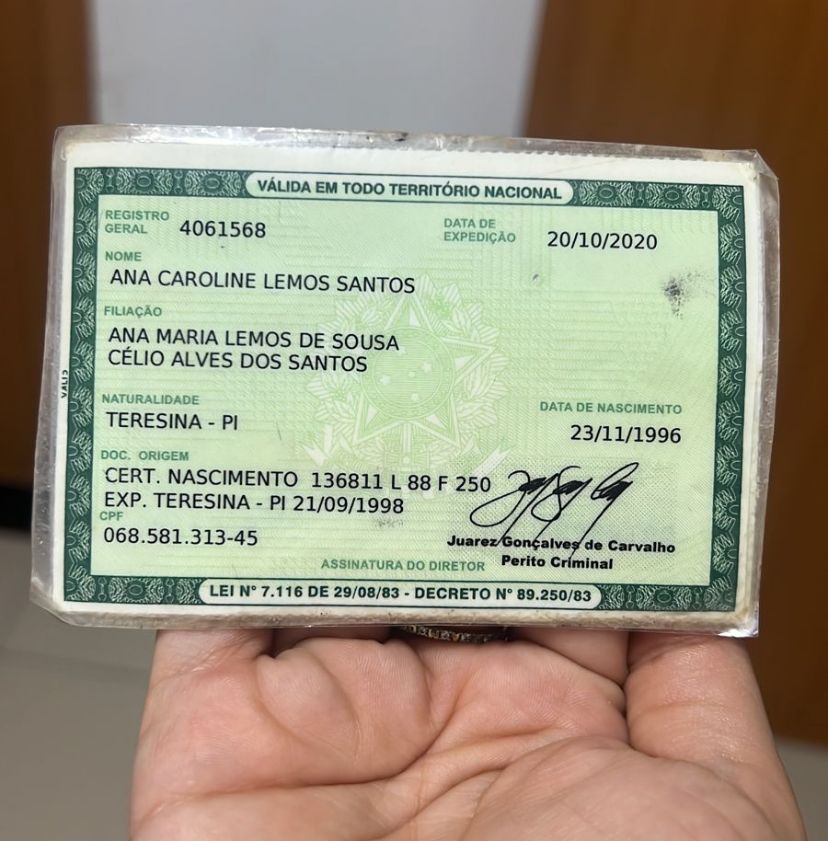 VÁLIDA EM TODO TERRITÓRIO NACIONAL
REGISTRO GERAL 4061568 DATA DE EXPEDIÇÃO 20/10/2020
NOME
ANA CAROLINE LEMOS SANTOS
FILIAÇÃO
ANA MARIA LEMOS DE SOUSA
CÉLIO ALVES DOS SANTOS
NATURALIDADE DATA DE NASCIMENTO
TERESINA - PI 23/11/1996
DOC. ORIGEM
CERT. NASCIMENTO 136811 L 88 F 250
EXP. TERESINA - PI 21/09/1998
CPF
068.581.313-45
Juarez Gonçalves de Carvalho
Perito Criminal
ASSINATURA DO DIRETOR
LEI N° 7.116 DE 29/08/83 - DECRETO N° 89.250/83